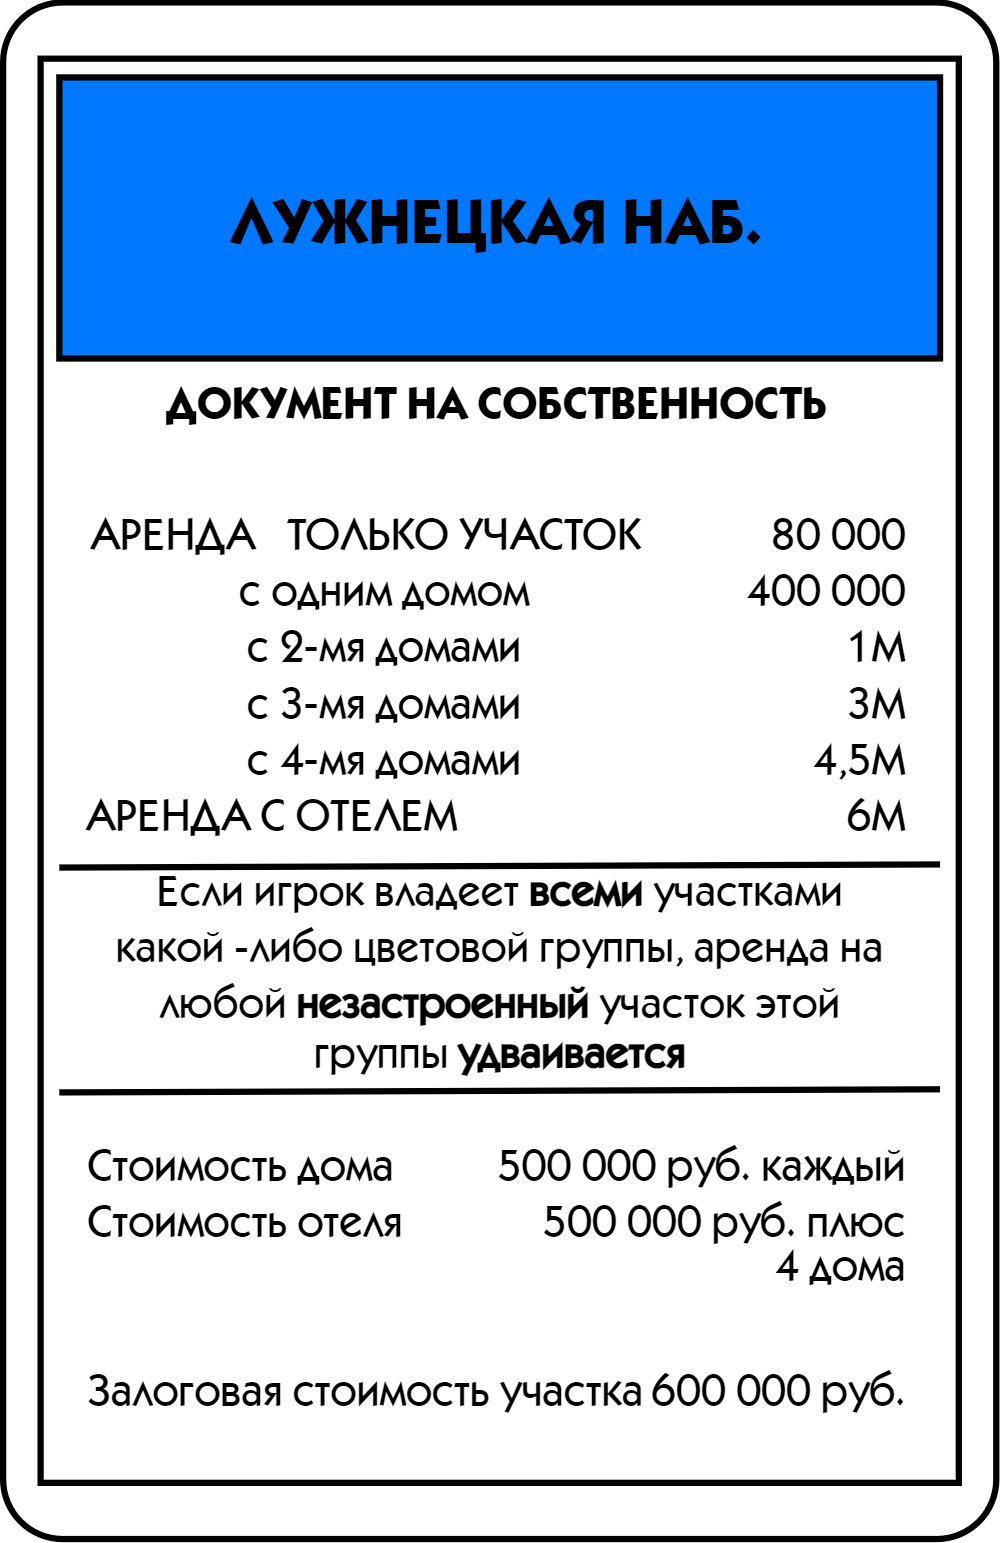 ЛУЖНЕЦКАЯ НАБ.
ДОКУМЕНТ НА СОБСТВЕННОСТЬ
АРЕНДА ТОЛЬКО УЧАСТОК 80 000
с одним домом 400 000
с 2-мя домами 1М
с 3-мя домами 3М
с 4-мя домами 4,5М
АРЕНДА С ОТЕЛЕМ 6М
Если игрок владеет всеми участками
какой -либо цветовой группы, аренда на
любой незастроенный участок этой
группы удваивается
Стоимость дома 500 000 руб. каждый
Стоимость отеля 500 000 руб. плюс
4 дома
Залоговая стоимость участка 600 000 руб.